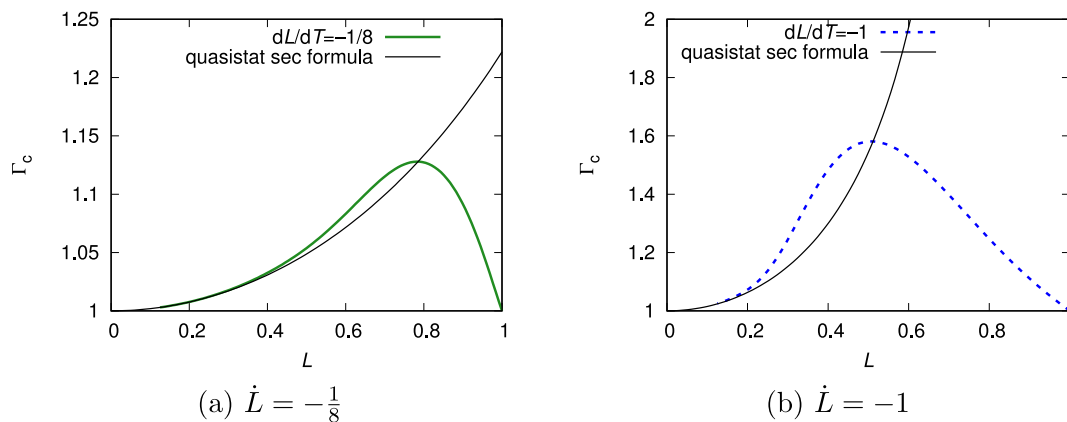 dL/dT=−1/8
quasistat sec formula
Γc
1.25
1.2
1.15
1.1
1.05
1
0 0.2 0.4 0.6 0.8 1
L
(a) L̇ = −1/8
dL/dT=−1
quasistat sec formula
Γc
2
1.8
1.6
1.4
1.2
1
0 0.2 0.4 0.6 0.8
L
(b) L̇ = −1